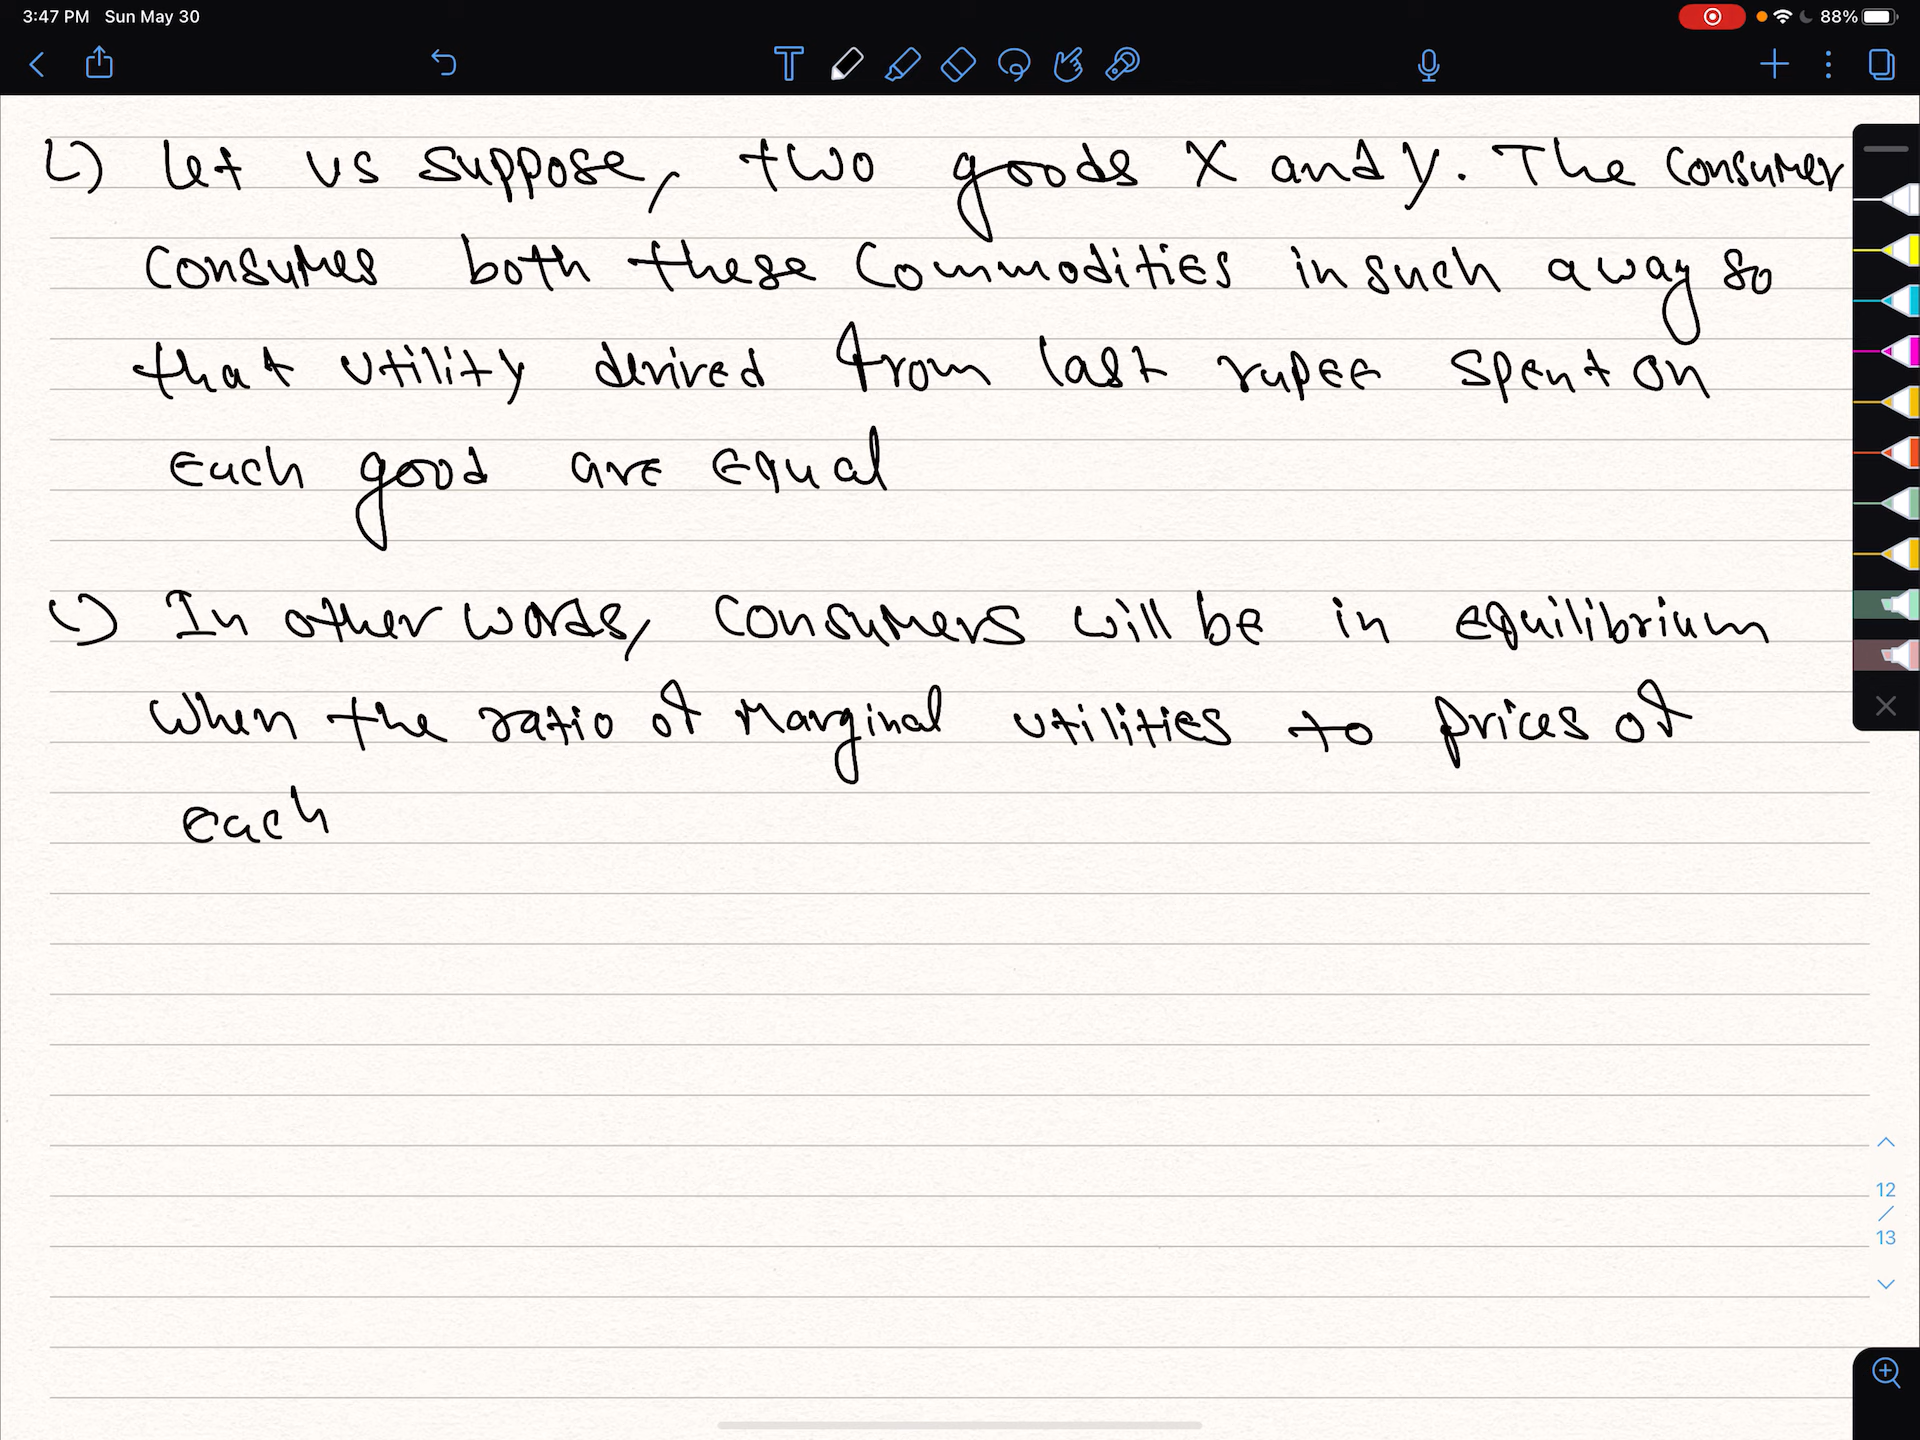 3:47 PM Sun May 30
88%
T
Let us suppose, two goods X and Y. The Consumer
Consumes both these Commodities in such a way so
that utility derived from last rupee spent on
Each good are Equal
In other words, Consumers will be in equilibrium
When the ratio of Marginal utilities to prices of
each
12
/
13